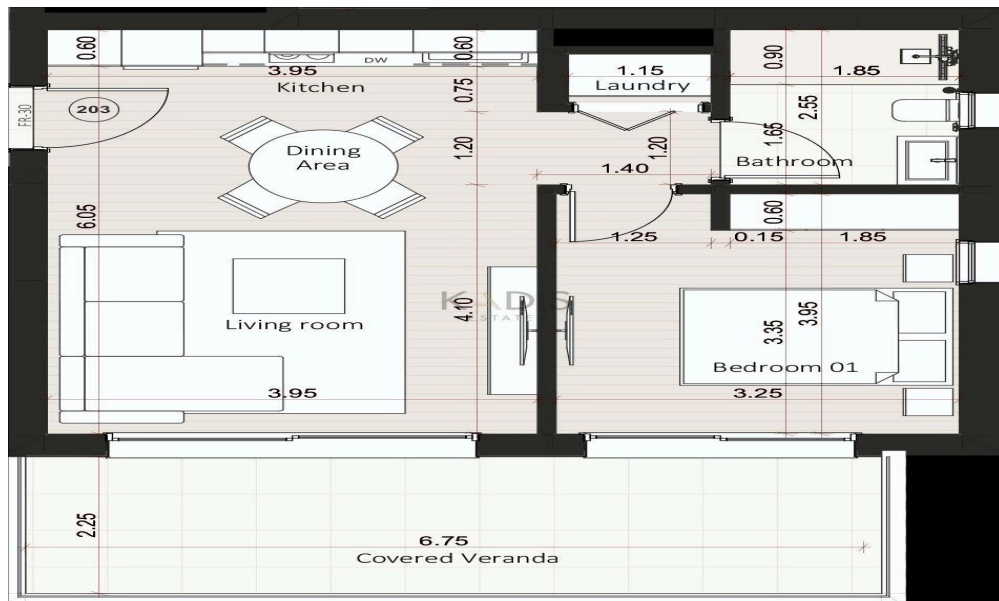 0.60
0.60
DW
3.95
Kitchen
1.15
Laundry
0.90
1.85
FR-30
203
0.75
Dining
Area
1.20
1.20
1.40
1.65
2.55
Bathroom
6.05
1.25
0.60
0.15
1.85
KADIS
ESTATES
Living room
4.10
3.35
3.95
Bedroom 01
3.95
3.25
2.25
6.75
Covered Veranda